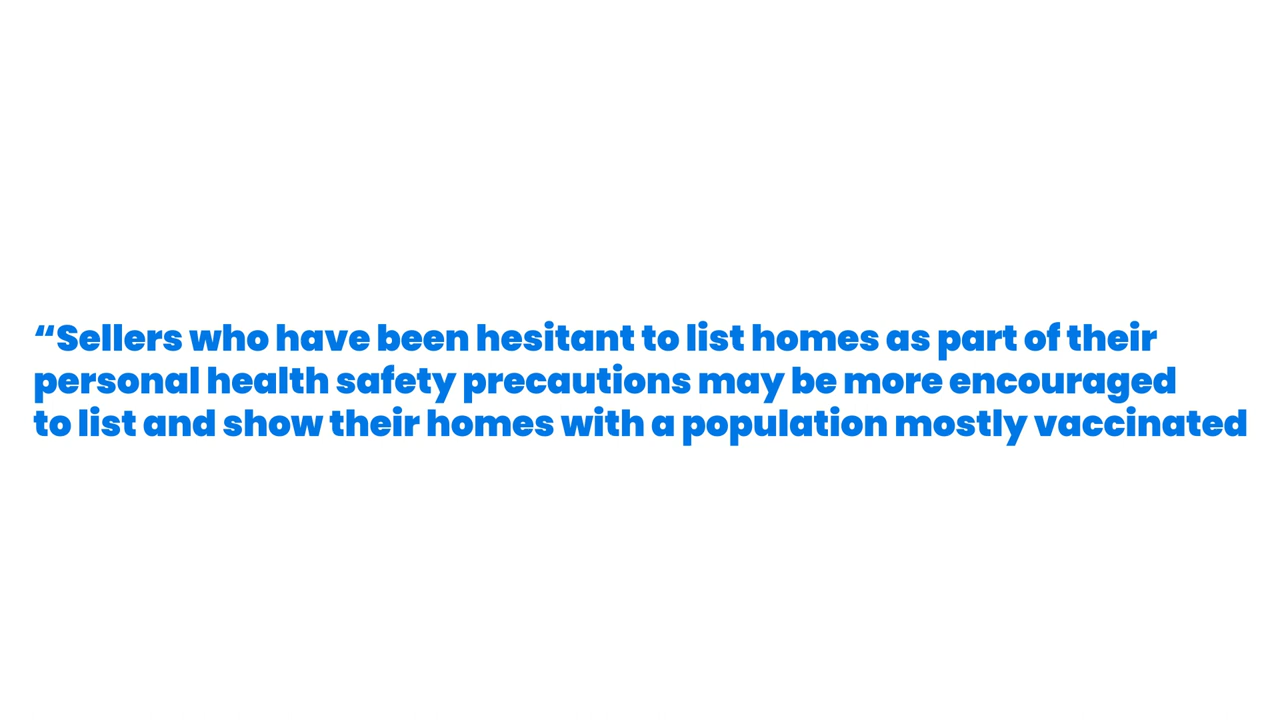 “Sellers who have been hesitant to list homes as part of their
personal health safety precautions may be more encouraged
to list and show their homes with a population mostly vaccinated